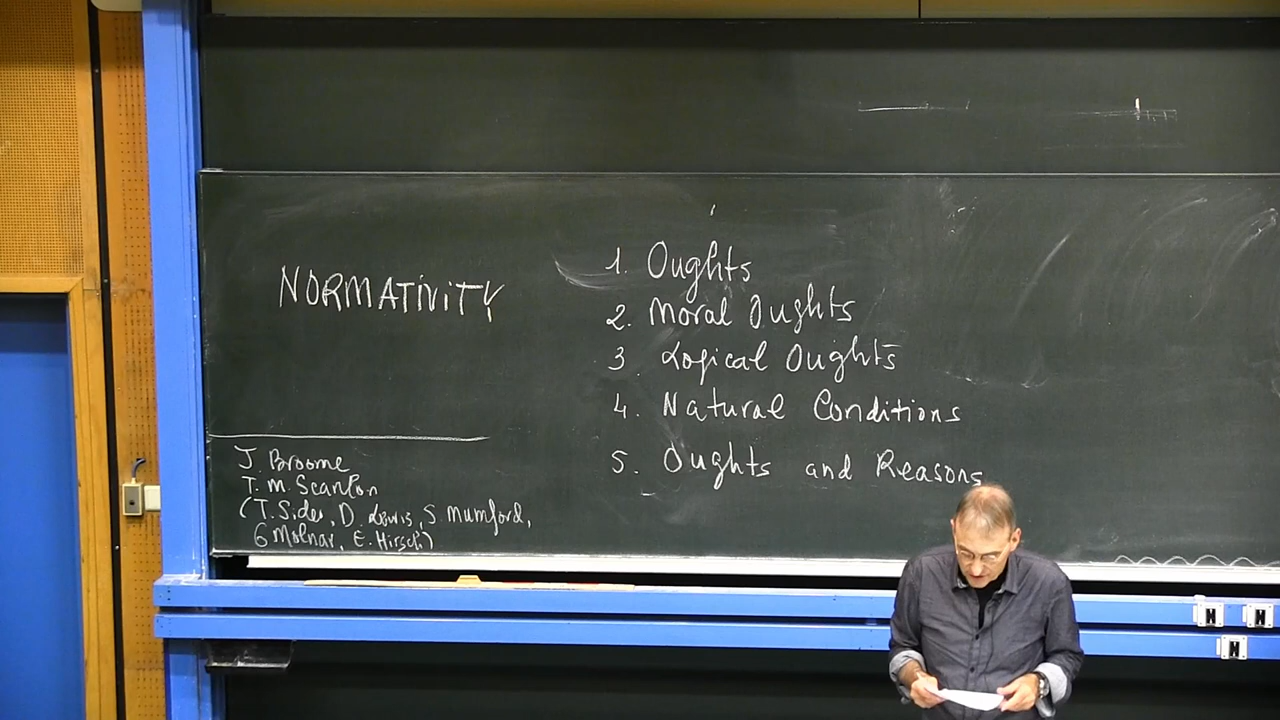 NORMATIVITY
1. Oughts
2. Moral Oughts
3. Logical Oughts
4. Natural Conditions
5. Oughts and Reasons
J. Broome
T. M. Scanlon
(T. Sider, D. Lewis, S. Mumford,
G Molnar, E. Hirsch)
N N
N